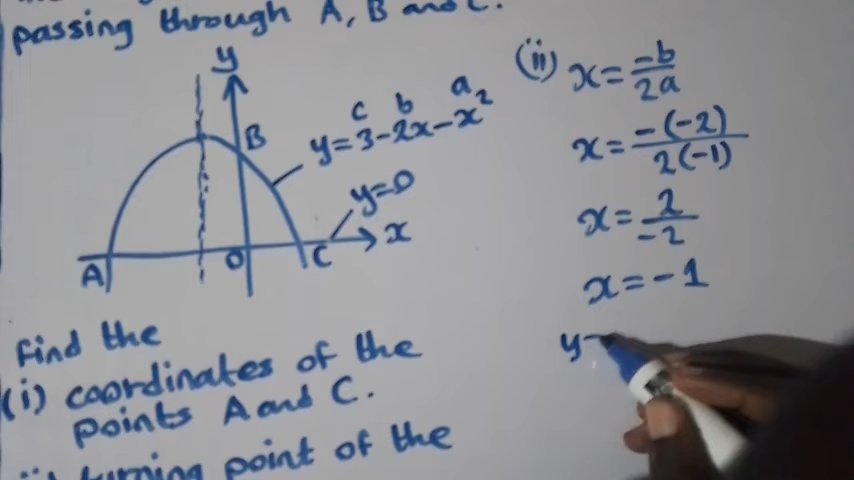 passing through A, B and C.
y
B
c b a
y=3-2x-x²
y=0
x
A
O
C
find the
(i) coordinates of the
points A and C.
turning point of the
(ii) x = -b/2a
x = -(-2)/2(-1)
x = 2/-2
x = -1
y